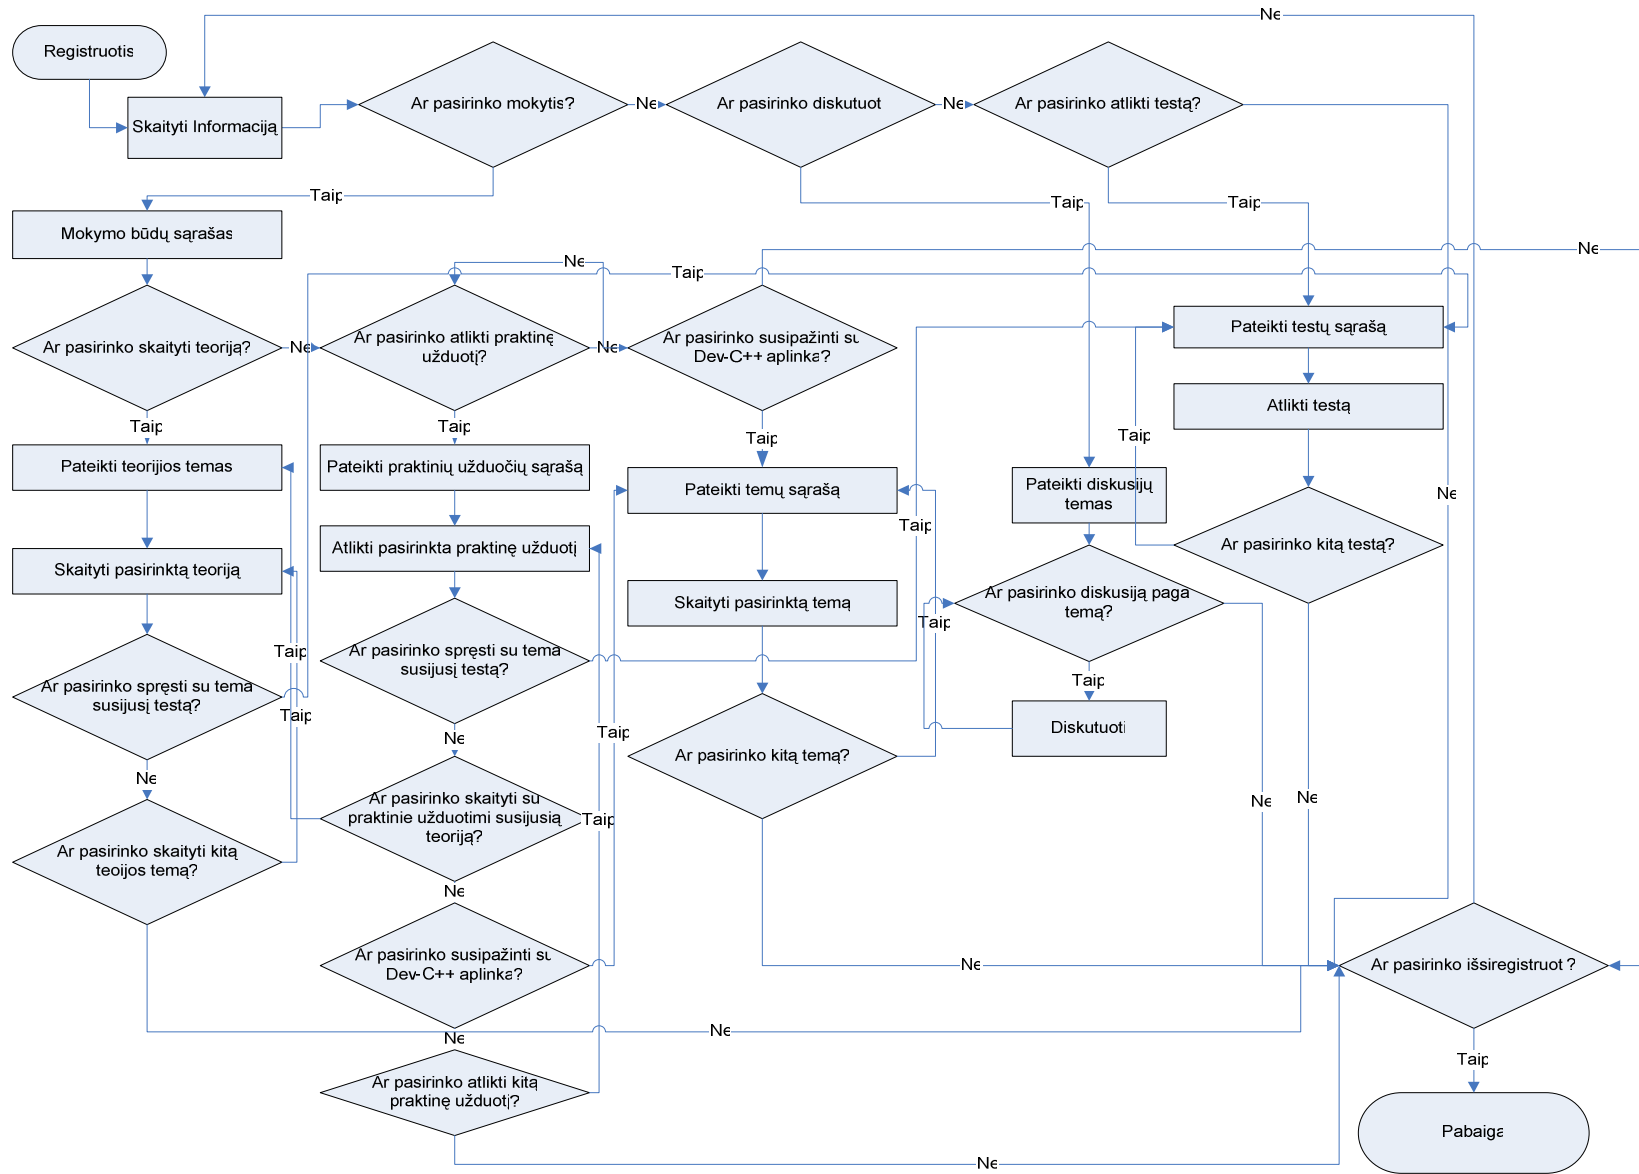 Ne
Registruotis
Skaityti Informaciją
Ar pasirinko mokytis?
Ne
Ar pasirinko diskutuot
Ne
Ar pasirinko atlikti testą?
Taip
Taip
Taip
Mokymo būdų sąrašas
Ne
Ne
Taip
Ar pasirinko skaityti teoriją?
Ne
Ar pasirinko atlikti praktinę
užduotį?
Ne
Ar pasirinko susipažinti su
Dev-C++ aplinka?
Pateikti testų sąrašą
Atlikti testą
Taip
Taip
Taip
Taip
Pateikti teorijos temas
Pateikti praktinių užduočių sąrašą
Pateikti temų sąrašą
Pateikti diskusijų
temas
Ne
Taip
Ar pasirinko kitą testą?
Skaityti pasirinktą teoriją
Atlikti pasirinkta praktinę užduotį
Skaityti pasirinktą temą
Ar pasirinko diskusiją paga
temą?
Taip
Taip
Ar pasirinko spręsti su tema
susijusį testą?
Ar pasirinko spręsti su tema
susijusį testą?
Taip
Taip
Taip
Diskutuoti
Ne
Ne
Ar pasirinko kitą temą?
Ar pasirinko skaityti kitą
teoijos temą?
Ar pasirinko skaityti su
praktinie užduotimi susijusią
teoriją?
Taip
Ne
Ne
Ne
Ar pasirinko susipažinti su
Dev-C++ aplinka?
Ne
Ar pasirinko išsiregistruot ?
Ne
Ne
Taip
Ar pasirinko atlikti kitą
praktinę užduotį?
Pabaiga
Ne